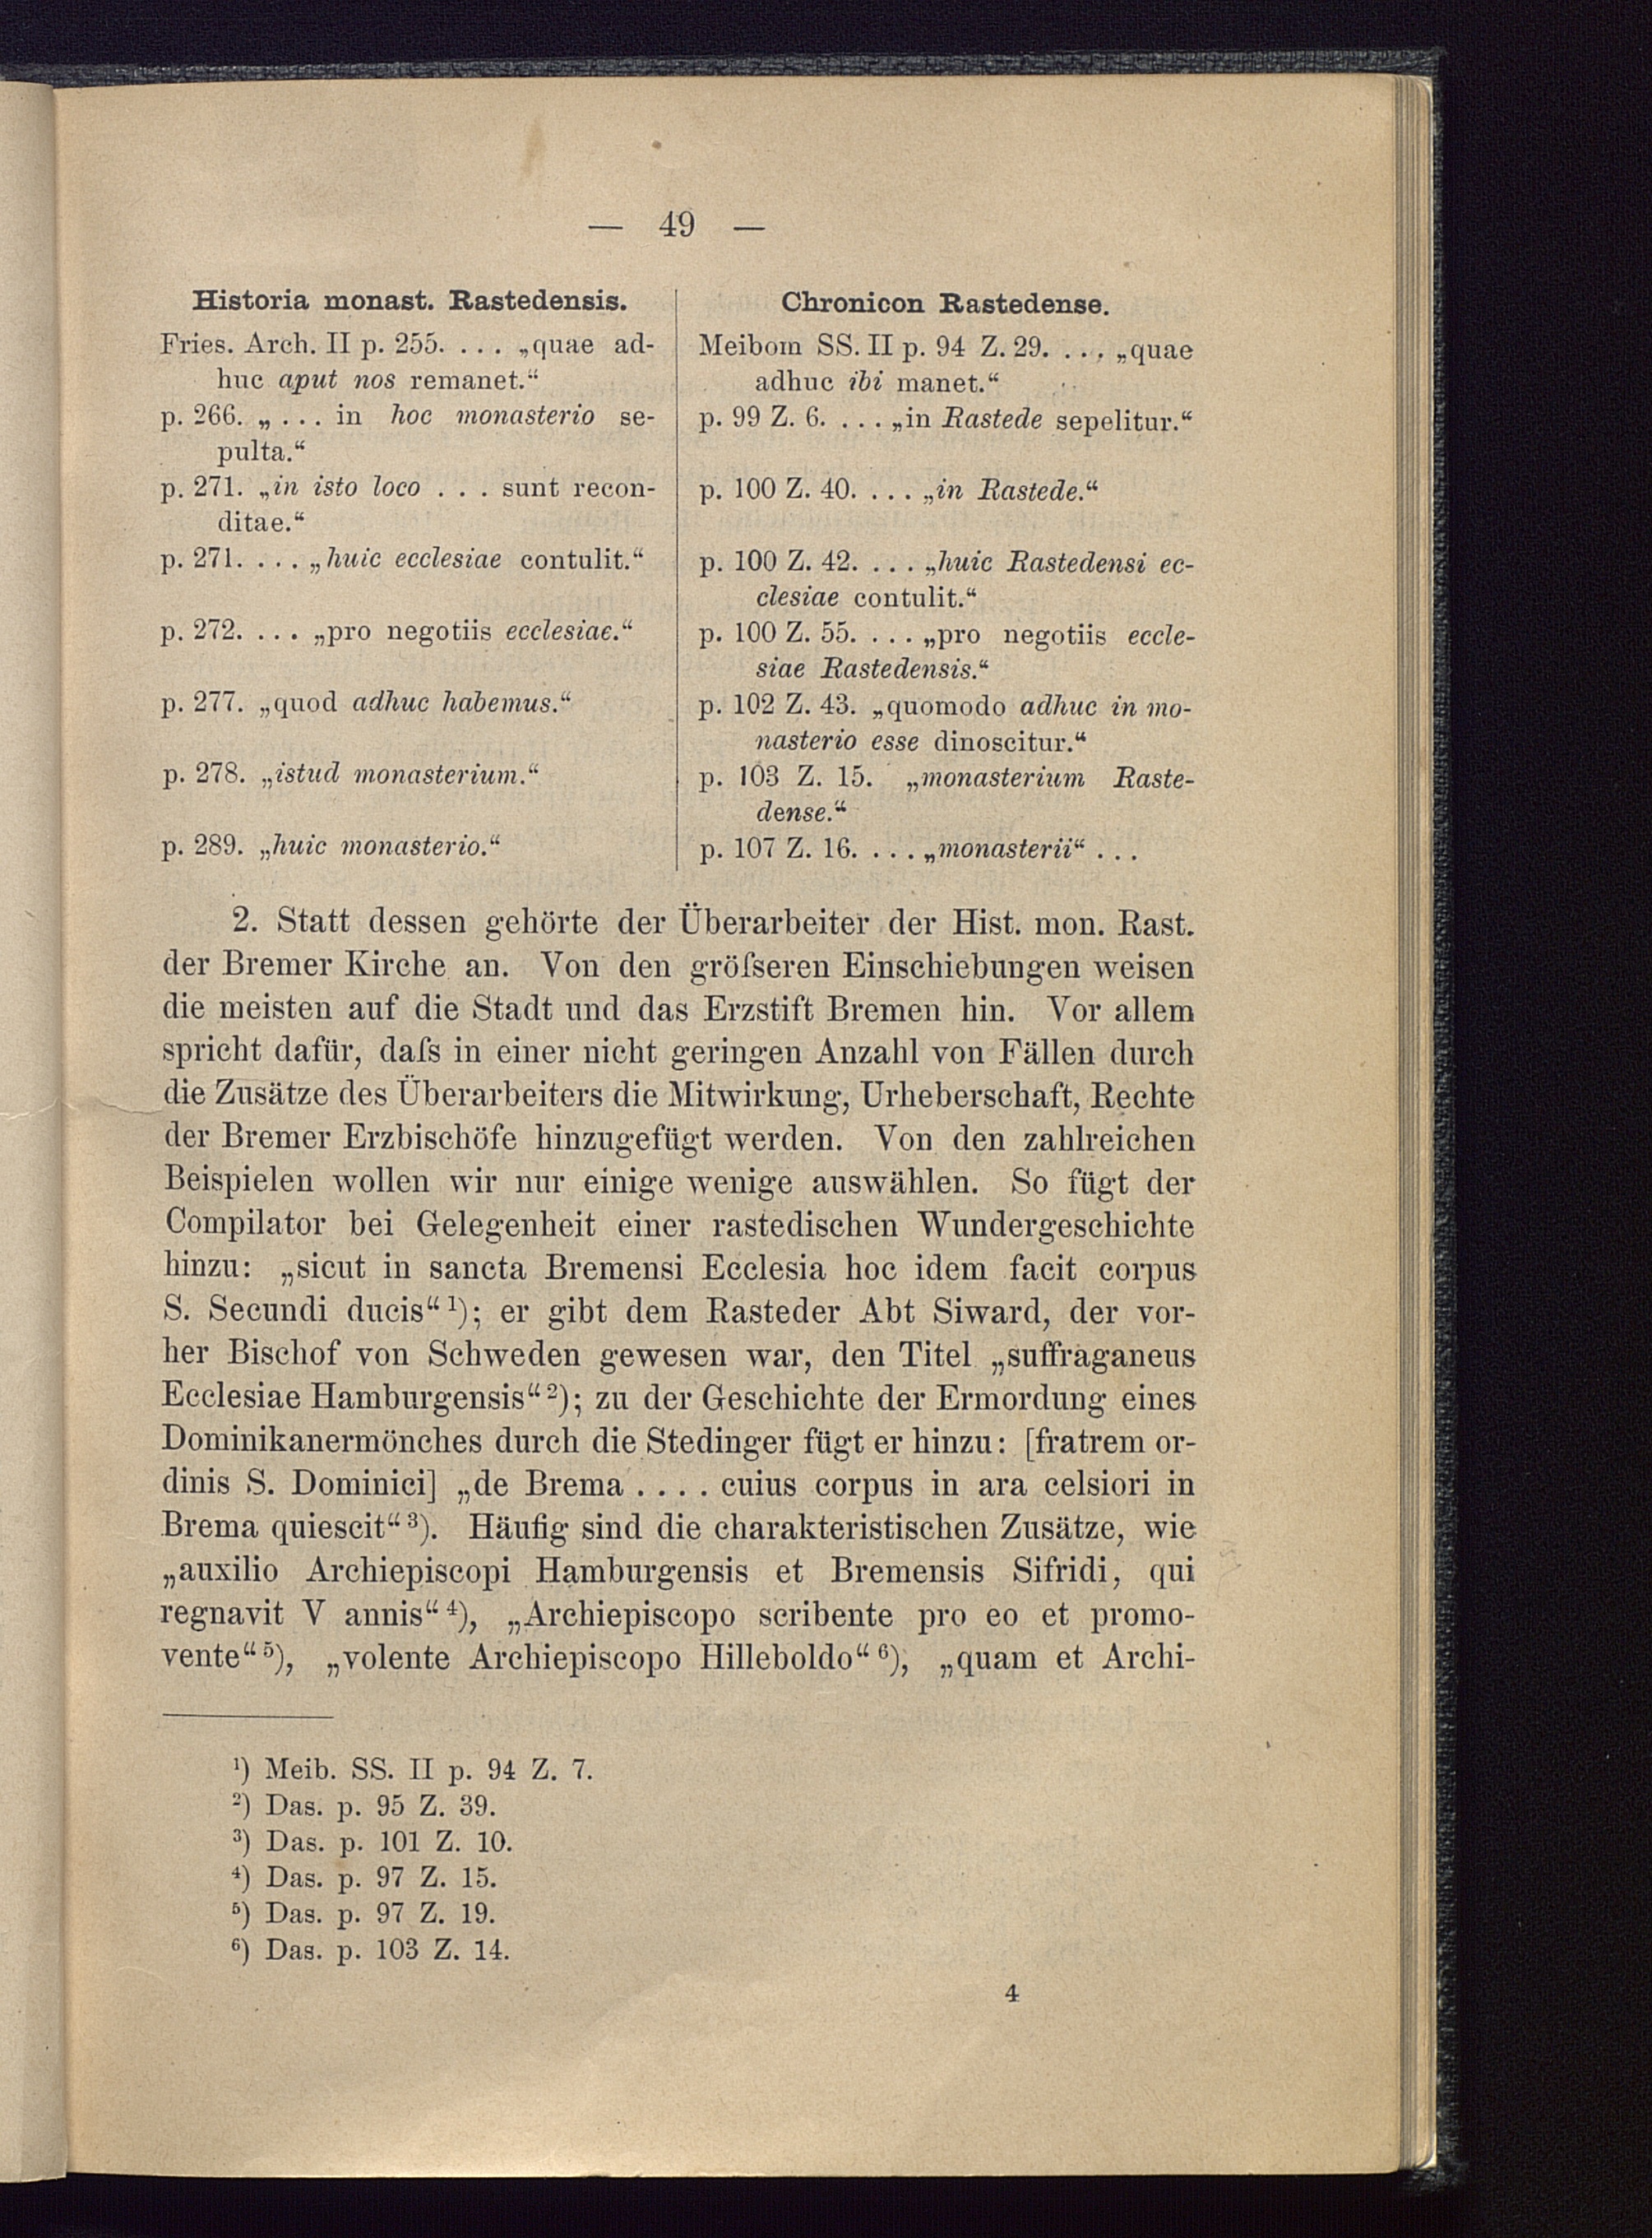 — 49 —
Historia monast. Rastedensis.
Fries. Arch. II p. 255. . . . „quae ad-
huc aput nos remanet.“
p. 266. „ . . . in hoc monasterio se-
pulta.“
p. 271. „in isto loco . . . sunt recon-
ditae.“
p. 271. . . . „huic ecclesiae contulit.“
p. 272. . . . „pro negotiis ecclesiae.“
p. 277. „quod adhuc habemus.“
p. 278. „istud monasterium.“
p. 289. „huic monasterio.“
Chronicon Rastedense.
Meibom SS. II p. 94 Z. 29. . . . „quae
adhuc ibi manet.“
p. 99 Z. 6. . . . „in Rastede sepelitur.“
p. 100 Z. 40. . . . „in Rastede.“
p. 100 Z. 42. . . . „huic Rastedensi ec-
clesiae contulit.“
p. 100 Z. 55. . . . „pro negotiis eccle-
siae Rastedensis.“
p. 102 Z. 43. „quomodo adhuc in mo-
nasterio esse dinoscitur.“
p. 103 Z. 15. „monasterium Raste-
dense.“
p. 107 Z. 16. . . . „monasterii“ . . .
2. Statt dessen gehörte der Überarbeiter der Hist. mon. Rast.
der Bremer Kirche an. Von den gröſseren Einschiebungen weisen
die meisten auf die Stadt und das Erzstift Bremen hin. Vor allem
spricht dafür, daſs in einer nicht geringen Anzahl von Fällen durch
die Zusätze des Überarbeiters die Mitwirkung, Urheberschaft, Rechte
der Bremer Erzbischöfe hinzugefügt werden. Von den zahlreichen
Beispielen wollen wir nur einige wenige auswählen. So fügt der
Compilator bei Gelegenheit einer rastedischen Wundergeschichte
hinzu: „sicut in sancta Bremensi Ecclesia hoc idem facit corpus
S. Secundi ducis“ ¹); er gibt dem Rasteder Abt Siward, der vor-
her Bischof von Schweden gewesen war, den Titel „suffraganeus
Ecclesiae Hamburgensis“ ²); zu der Geschichte der Ermordung eines
Dominikanermönches durch die Stedinger fügt er hinzu: [fratrem or-
dinis S. Dominici] „de Brema . . . . cuius corpus in ara celsiori in
Brema quiescit“ ³). Häufig sind die charakteristischen Zusätze, wie
„auxilio Archiepiscopi Hamburgensis et Bremensis Sifridi, qui
regnavit V annis“ ⁴), „Archiepiscopo scribente pro eo et promo-
vente“ ⁵), „volente Archiepiscopo Hilleboldo“ ⁶), „quam et Archi-
¹) Meib. SS. II p. 94 Z. 7.
²) Das. p. 95 Z. 39.
³) Das. p. 101 Z. 10.
⁴) Das. p. 97 Z. 15.
⁵) Das. p. 97 Z. 19.
⁶) Das. p. 103 Z. 14.
4